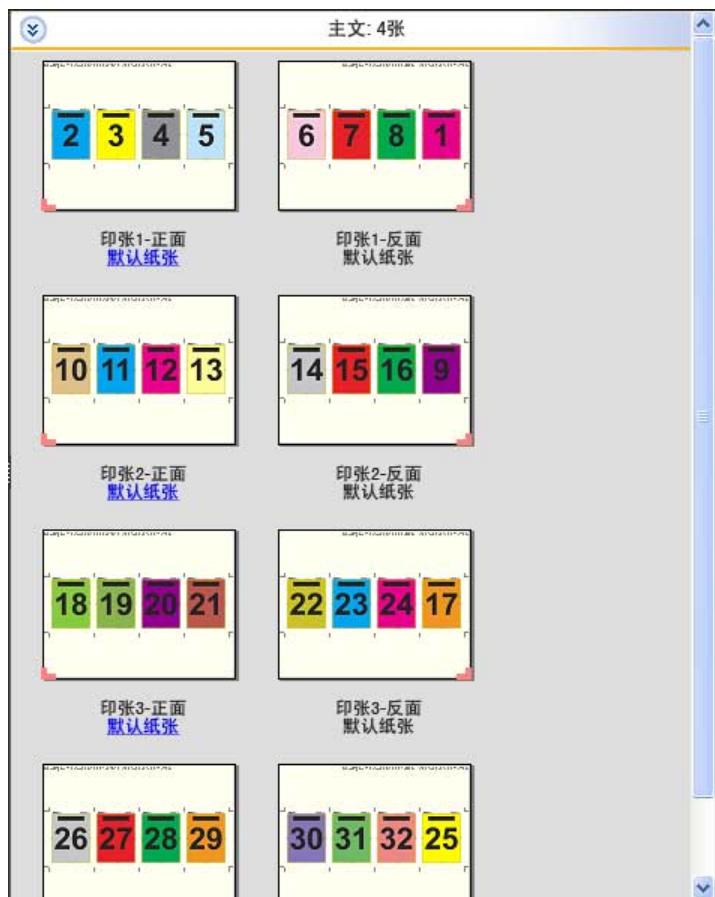 主文: 4张
2 3 4 5
6 7 8 1
印张1-正面
默认纸张
印张1-反面
默认纸张
10 11 12 13
14 15 16 9
印张2-正面
默认纸张
印张2-反面
默认纸张
18 19 20 21
22 23 24 17
印张3-正面
默认纸张
印张3-反面
默认纸张
26 27 28 29
30 31 32 25